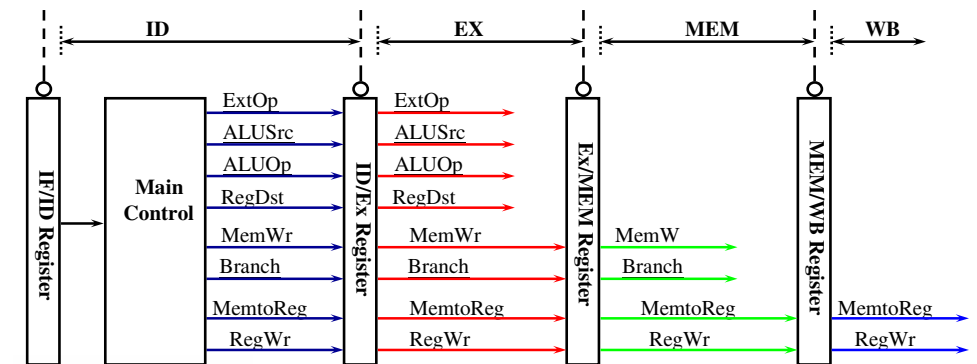 ID EX MEM WB
ExtOp ExtOp
ALUSrc ALUSrc
ALUOp ALUOp
RegDst RegDst
Main
Control
IF/ID Register
ID/Ex Register
Ex/MEM Register
MEM/WB Register
MemWr MemWr MemW
Branch Branch Branch
MemtoReg MemtoReg MemtoReg MemtoReg
RegWr RegWr RegWr RegWr